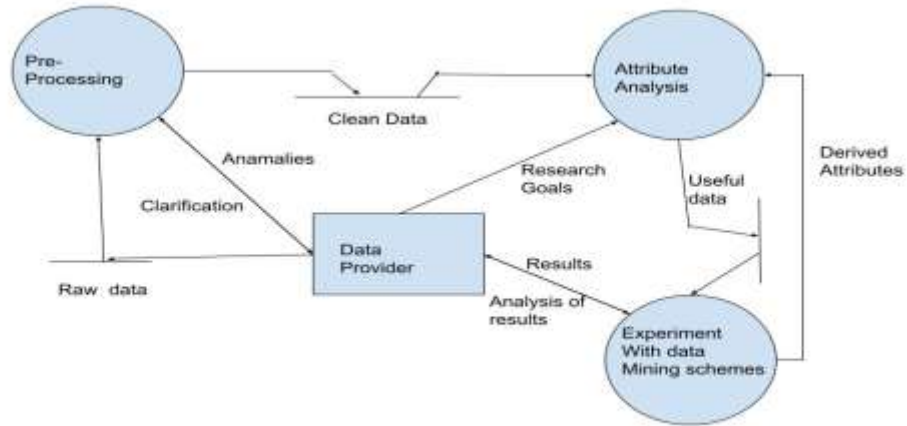 Pre-
Processing
Attribute
Analysis
Clean Data
Anamalies
Research
Goals
Derived
Attributes
Useful
data
Clarification
Data
Provider
Results
Raw data
Analysis of
results
Experiment
With data
Mining schemes